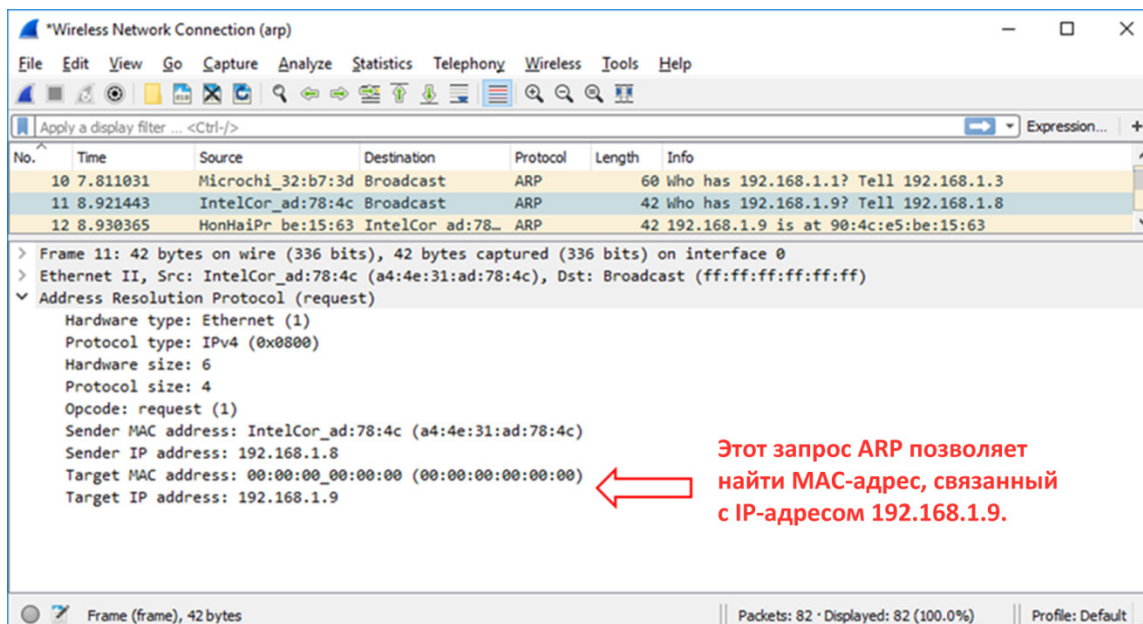 *Wireless Network Connection (arp)
File Edit View Go Capture Analyze Statistics Telephony Wireless Tools Help
Apply a display filter ... <Ctrl-/> Expression... +
No. Time Source Destination Protocol Length Info
10 7.811031 Microchi_32:b7:3d Broadcast ARP 60 Who has 192.168.1.1? Tell 192.168.1.3
11 8.921443 IntelCor_ad:78:4c Broadcast ARP 42 Who has 192.168.1.9? Tell 192.168.1.8
12 8.930365 HonHaiPr be:15:63 IntelCor ad:78… ARP 42 192.168.1.9 is at 90:4c:e5:be:15:63
Frame 11: 42 bytes on wire (336 bits), 42 bytes captured (336 bits) on interface 0
Ethernet II, Src: IntelCor_ad:78:4c (a4:4e:31:ad:78:4c), Dst: Broadcast (ff:ff:ff:ff:ff:ff)
Address Resolution Protocol (request)
Hardware type: Ethernet (1)
Protocol type: IPv4 (0x0800)
Hardware size: 6
Protocol size: 4
Opcode: request (1)
Sender MAC address: IntelCor_ad:78:4c (a4:4e:31:ad:78:4c)
Sender IP address: 192.168.1.8
Target MAC address: 00:00:00_00:00:00 (00:00:00:00:00:00)
Target IP address: 192.168.1.9
Этот запрос ARP позволяет
найти MAC-адрес, связанный
с IP-адресом 192.168.1.9.
Frame (frame), 42 bytes Packets: 82 · Displayed: 82 (100.0%) Profile: Default